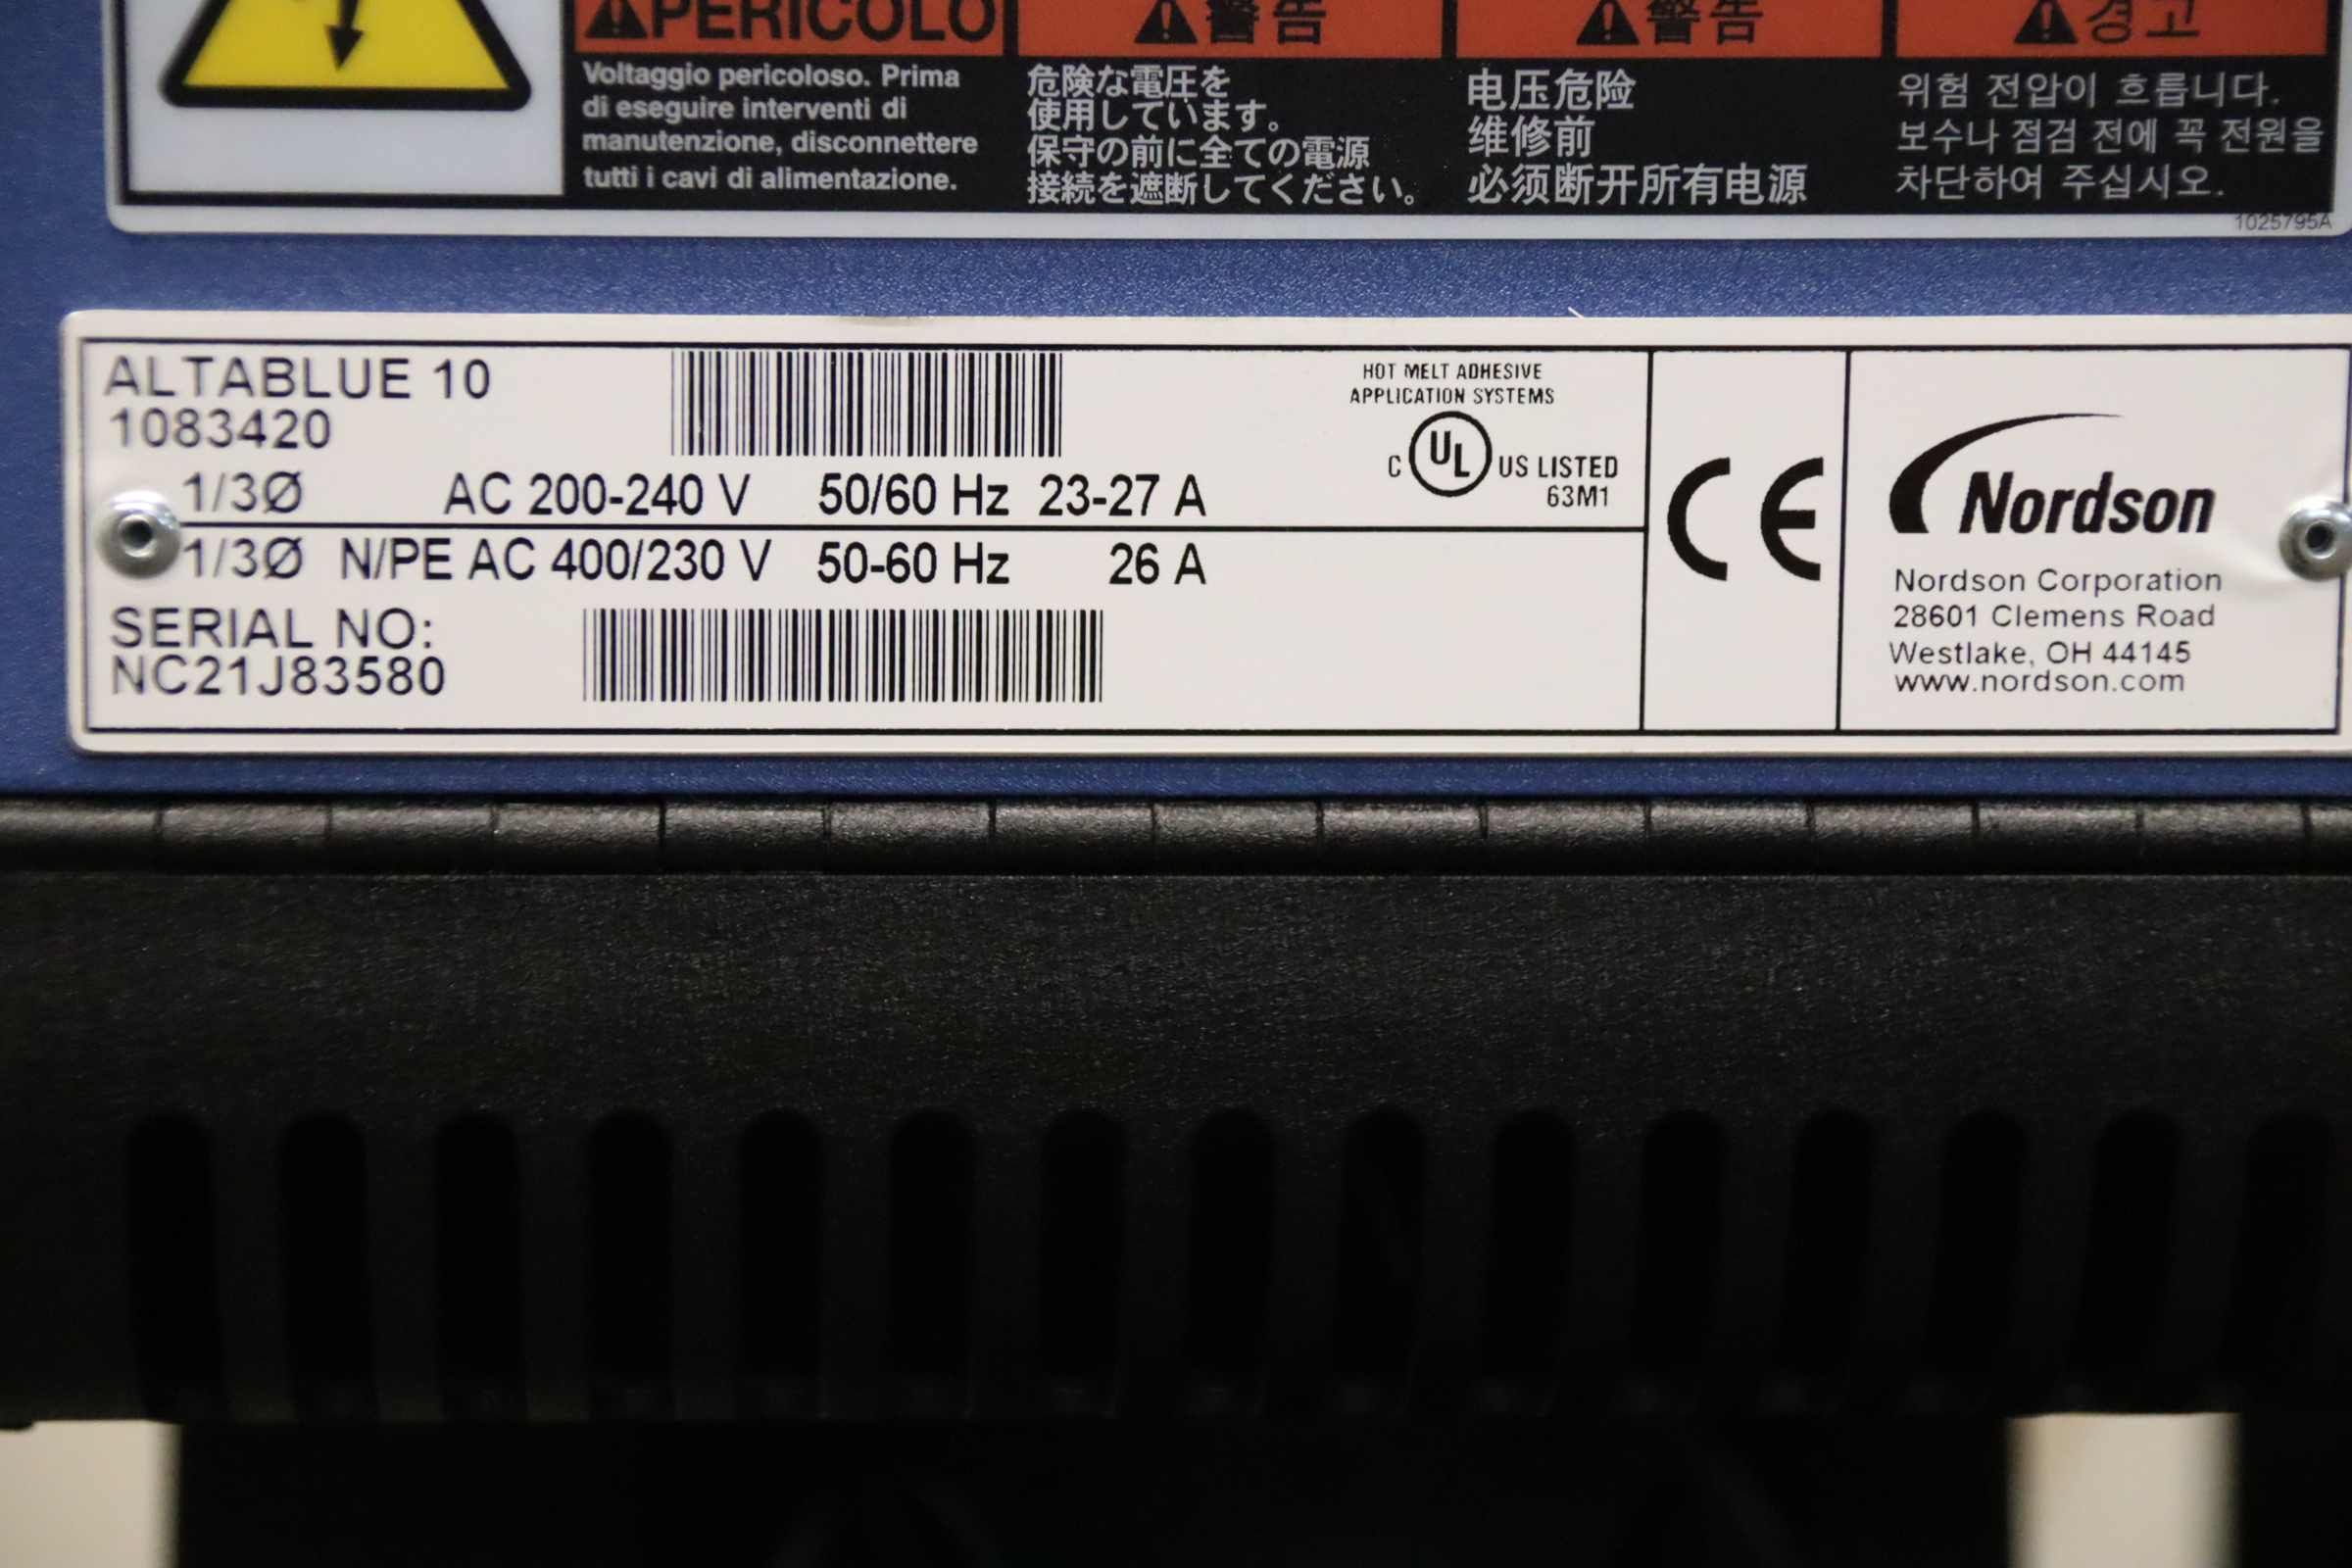 PERICOLO
Voltaggio pericoloso. Prima
di eseguire interventi di
manutenzione, disconnettere
tutti i cavi di alimentazione.
警告
危険な電圧を
使用しています。
保守の前に全ての電源
接続を遮断してください。
警告
电压危险
维修前
必须断开所有电源
경고
위험 전압이 흐릅니다.
보수나 점검 전에 꼭 전원을
차단하여 주십시오.
1025795A
ALTABLUE 10
1083420
1/3Ø AC 200-240 V 50/60 Hz 23-27 A
1/3Ø N/PE AC 400/230 V 50-60 Hz 26 A
SERIAL NO:
NC21J83580
HOT MELT ADHESIVE
APPLICATION SYSTEMS
C UL US LISTED
63M1
CE
Nordson
Nordson Corporation
28601 Clemens Road
Westlake, OH 44145
www.nordson.com